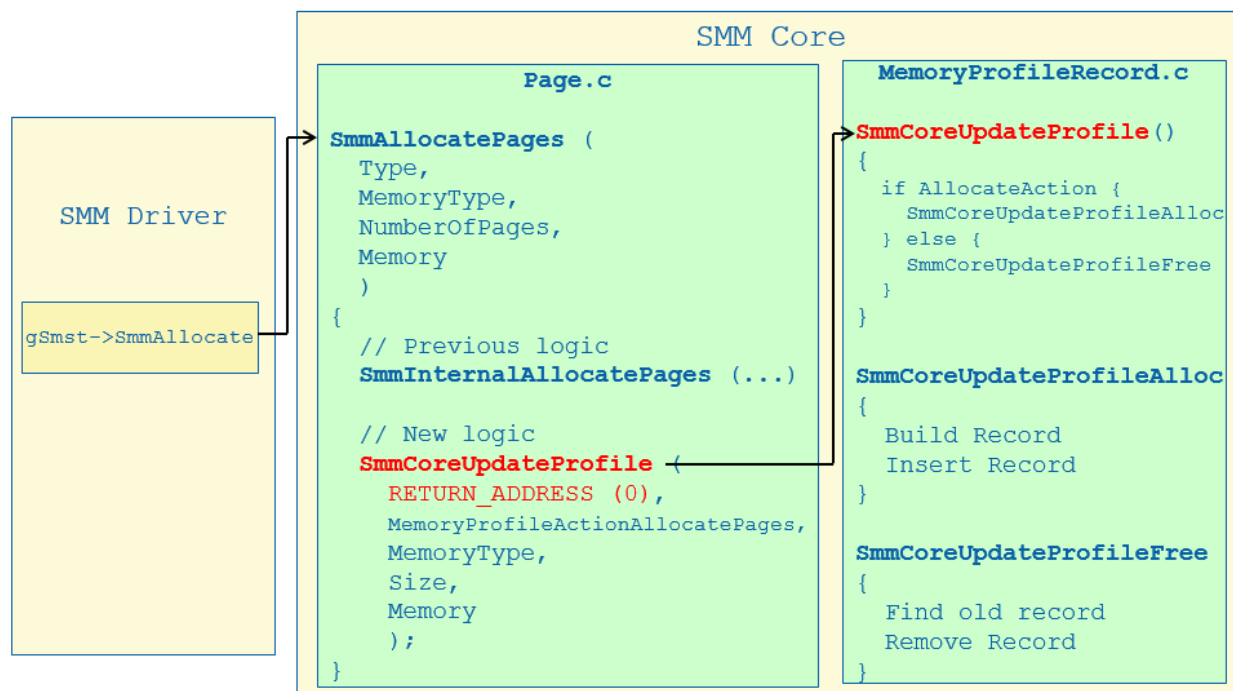 SMM Core
SMM Driver
gSmst->SmmAllocate
Page.c
SmmAllocatePages (
Type,
MemoryType,
NumberOfPages,
Memory
)
{
// Previous logic
SmmInternalAllocatePages (...)
// New logic
SmmCoreUpdateProfile (
RETURN_ADDRESS (0),
MemoryProfileActionAllocatePages,
MemoryType,
Size,
Memory
);
}
MemoryProfileRecord.c
SmmCoreUpdateProfile()
{
if AllocateAction {
SmmCoreUpdateProfileAlloc
} else {
SmmCoreUpdateProfileFree
}
}
SmmCoreUpdateProfileAlloc
{
Build Record
Insert Record
}
SmmCoreUpdateProfileFree
{
Find old record
Remove Record
}